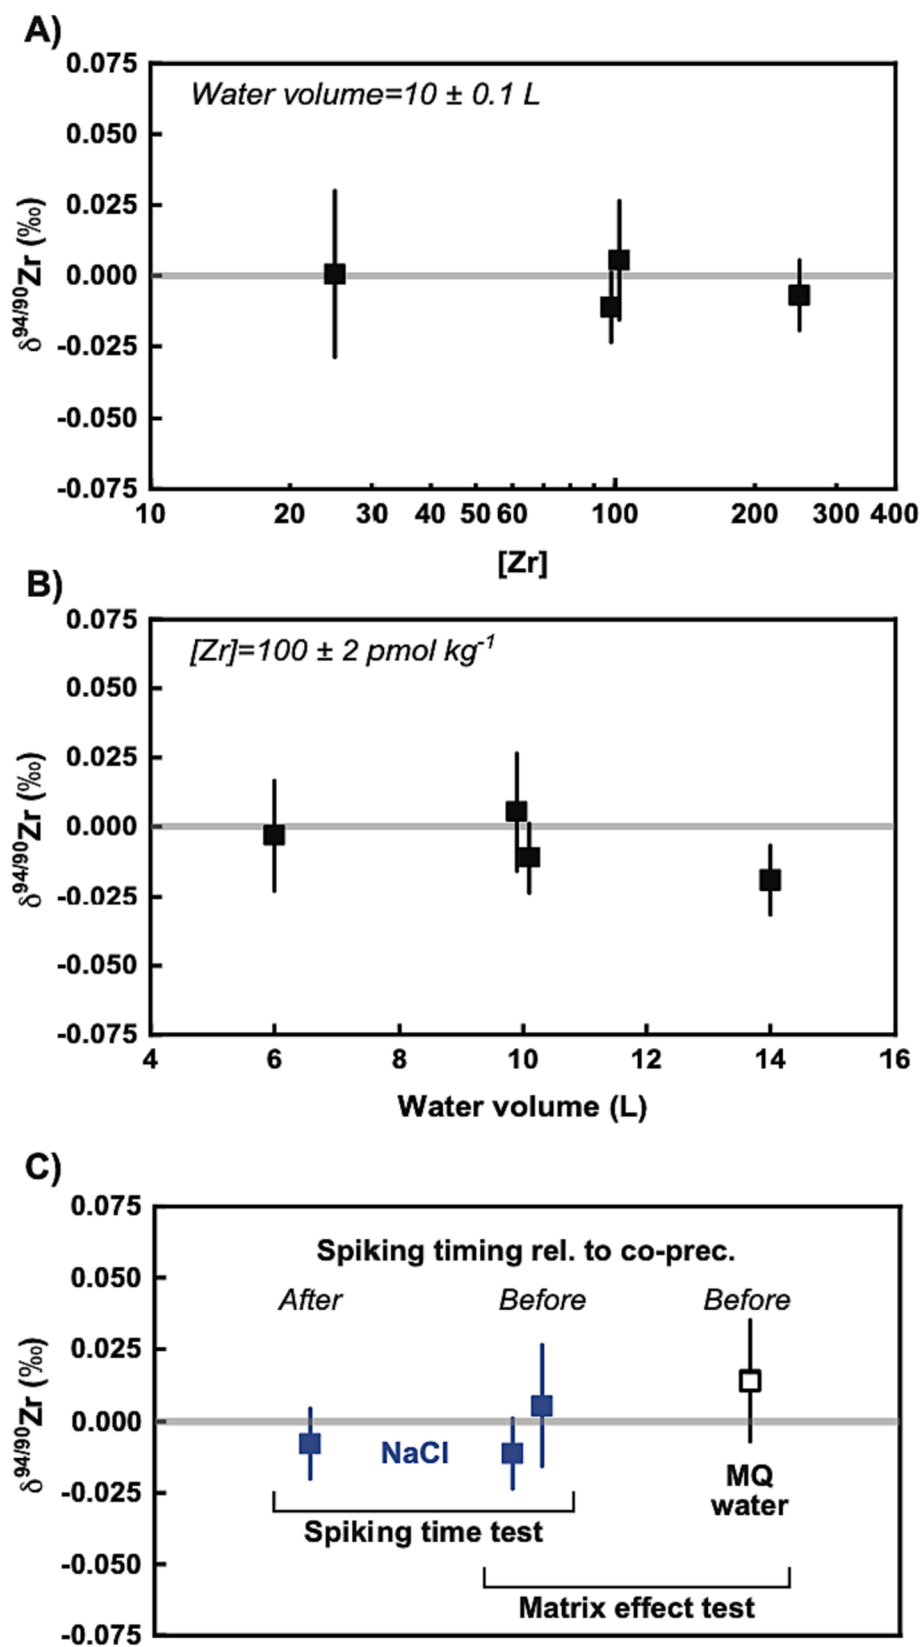 A)
0.075
Water volume=10 ± 0.1 L
0.050
0.025
0.000
-0.025
-0.050
-0.075
δ94/90Zr (‰)
10 20 30 40 50 60 100 200 300 400
[Zr]
B)
0.075
[Zr]=100 ± 2 pmol kg-1
0.050
0.025
0.000
-0.025
-0.050
-0.075
δ94/90Zr (‰)
4 6 8 10 12 14 16
Water volume (L)
C)
0.075
Spiking timing rel. to co-prec.
0.050
After Before Before
0.025
0.000
NaCl
MQ
water
-0.025
Spiking time test
-0.050
Matrix effect test
-0.075
δ94/90Zr (‰)